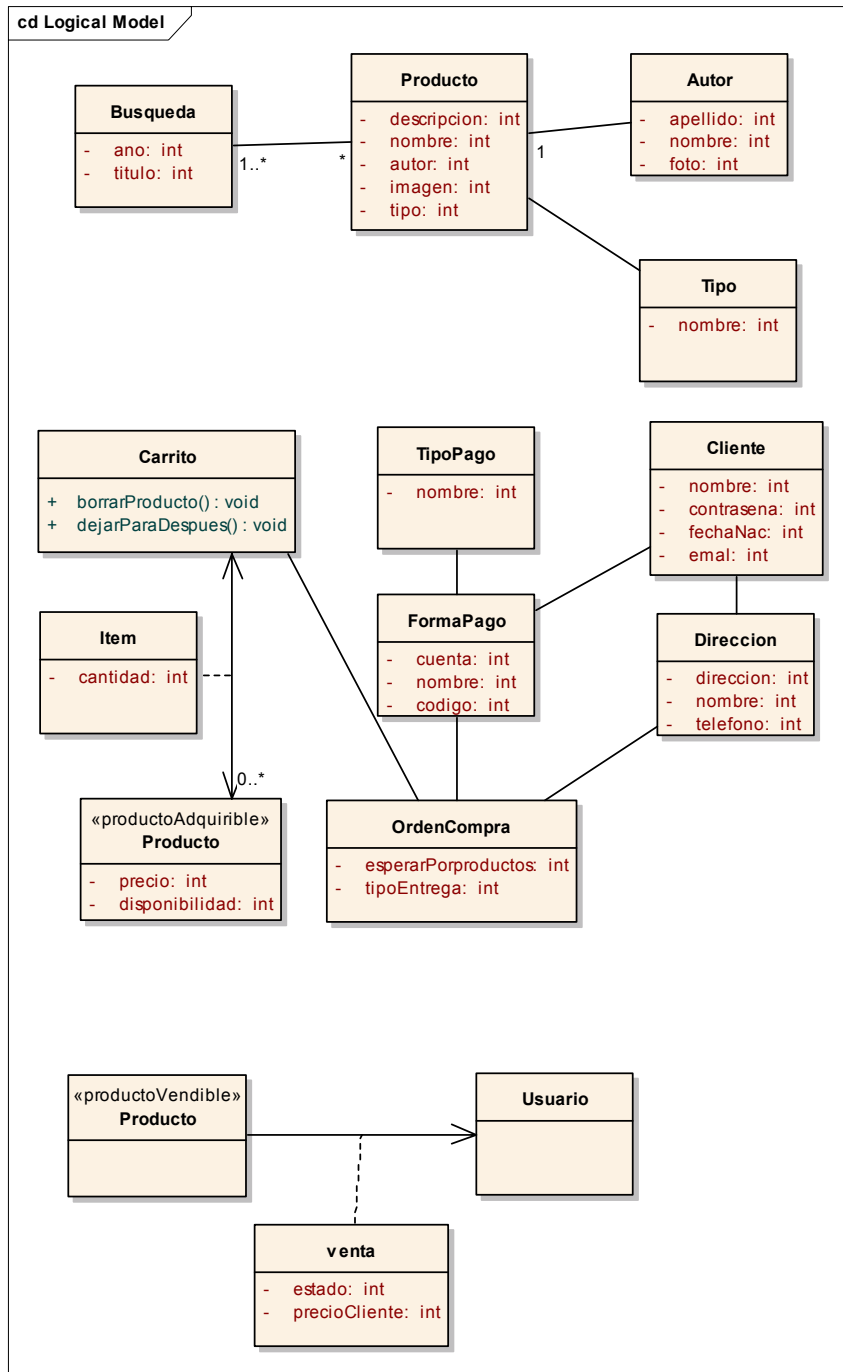 cd Logical Model
Busqueda
- ano: int
- titulo: int
1..*
*
Producto
- descripcion: int
- nombre: int
- autor: int
- imagen: int
- tipo: int
1
Autor
- apellido: int
- nombre: int
- foto: int
Tipo
- nombre: int
Carrito
+ borrarProducto() : void
+ dejarParaDespues() : void
TipoPago
- nombre: int
Cliente
- nombre: int
- contrasena: int
- fechaNac: int
- emal: int
Item
- cantidad: int
FormaPago
- cuenta: int
- nombre: int
- codigo: int
Direccion
- direccion: int
- nombre: int
- telefono: int
0..*
«productoAdquirible»
Producto
- precio: int
- disponibilidad: int
OrdenCompra
- esperarPorproductos: int
- tipoEntrega: int
«productoVendible»
Producto
Usuario
venta
- estado: int
- precioCliente: int